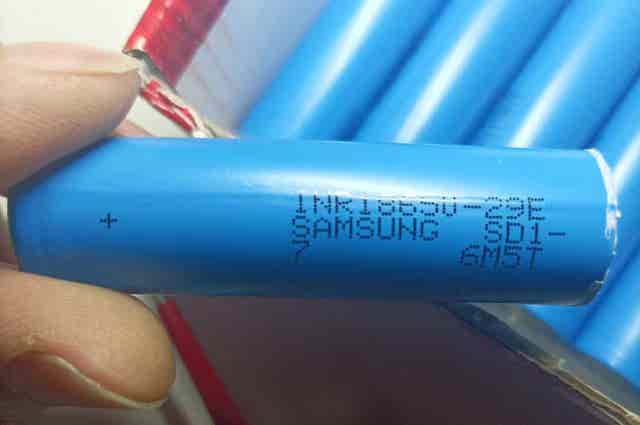 +
INR18650-29E
SAMSUNG SD1-
7 6M5T